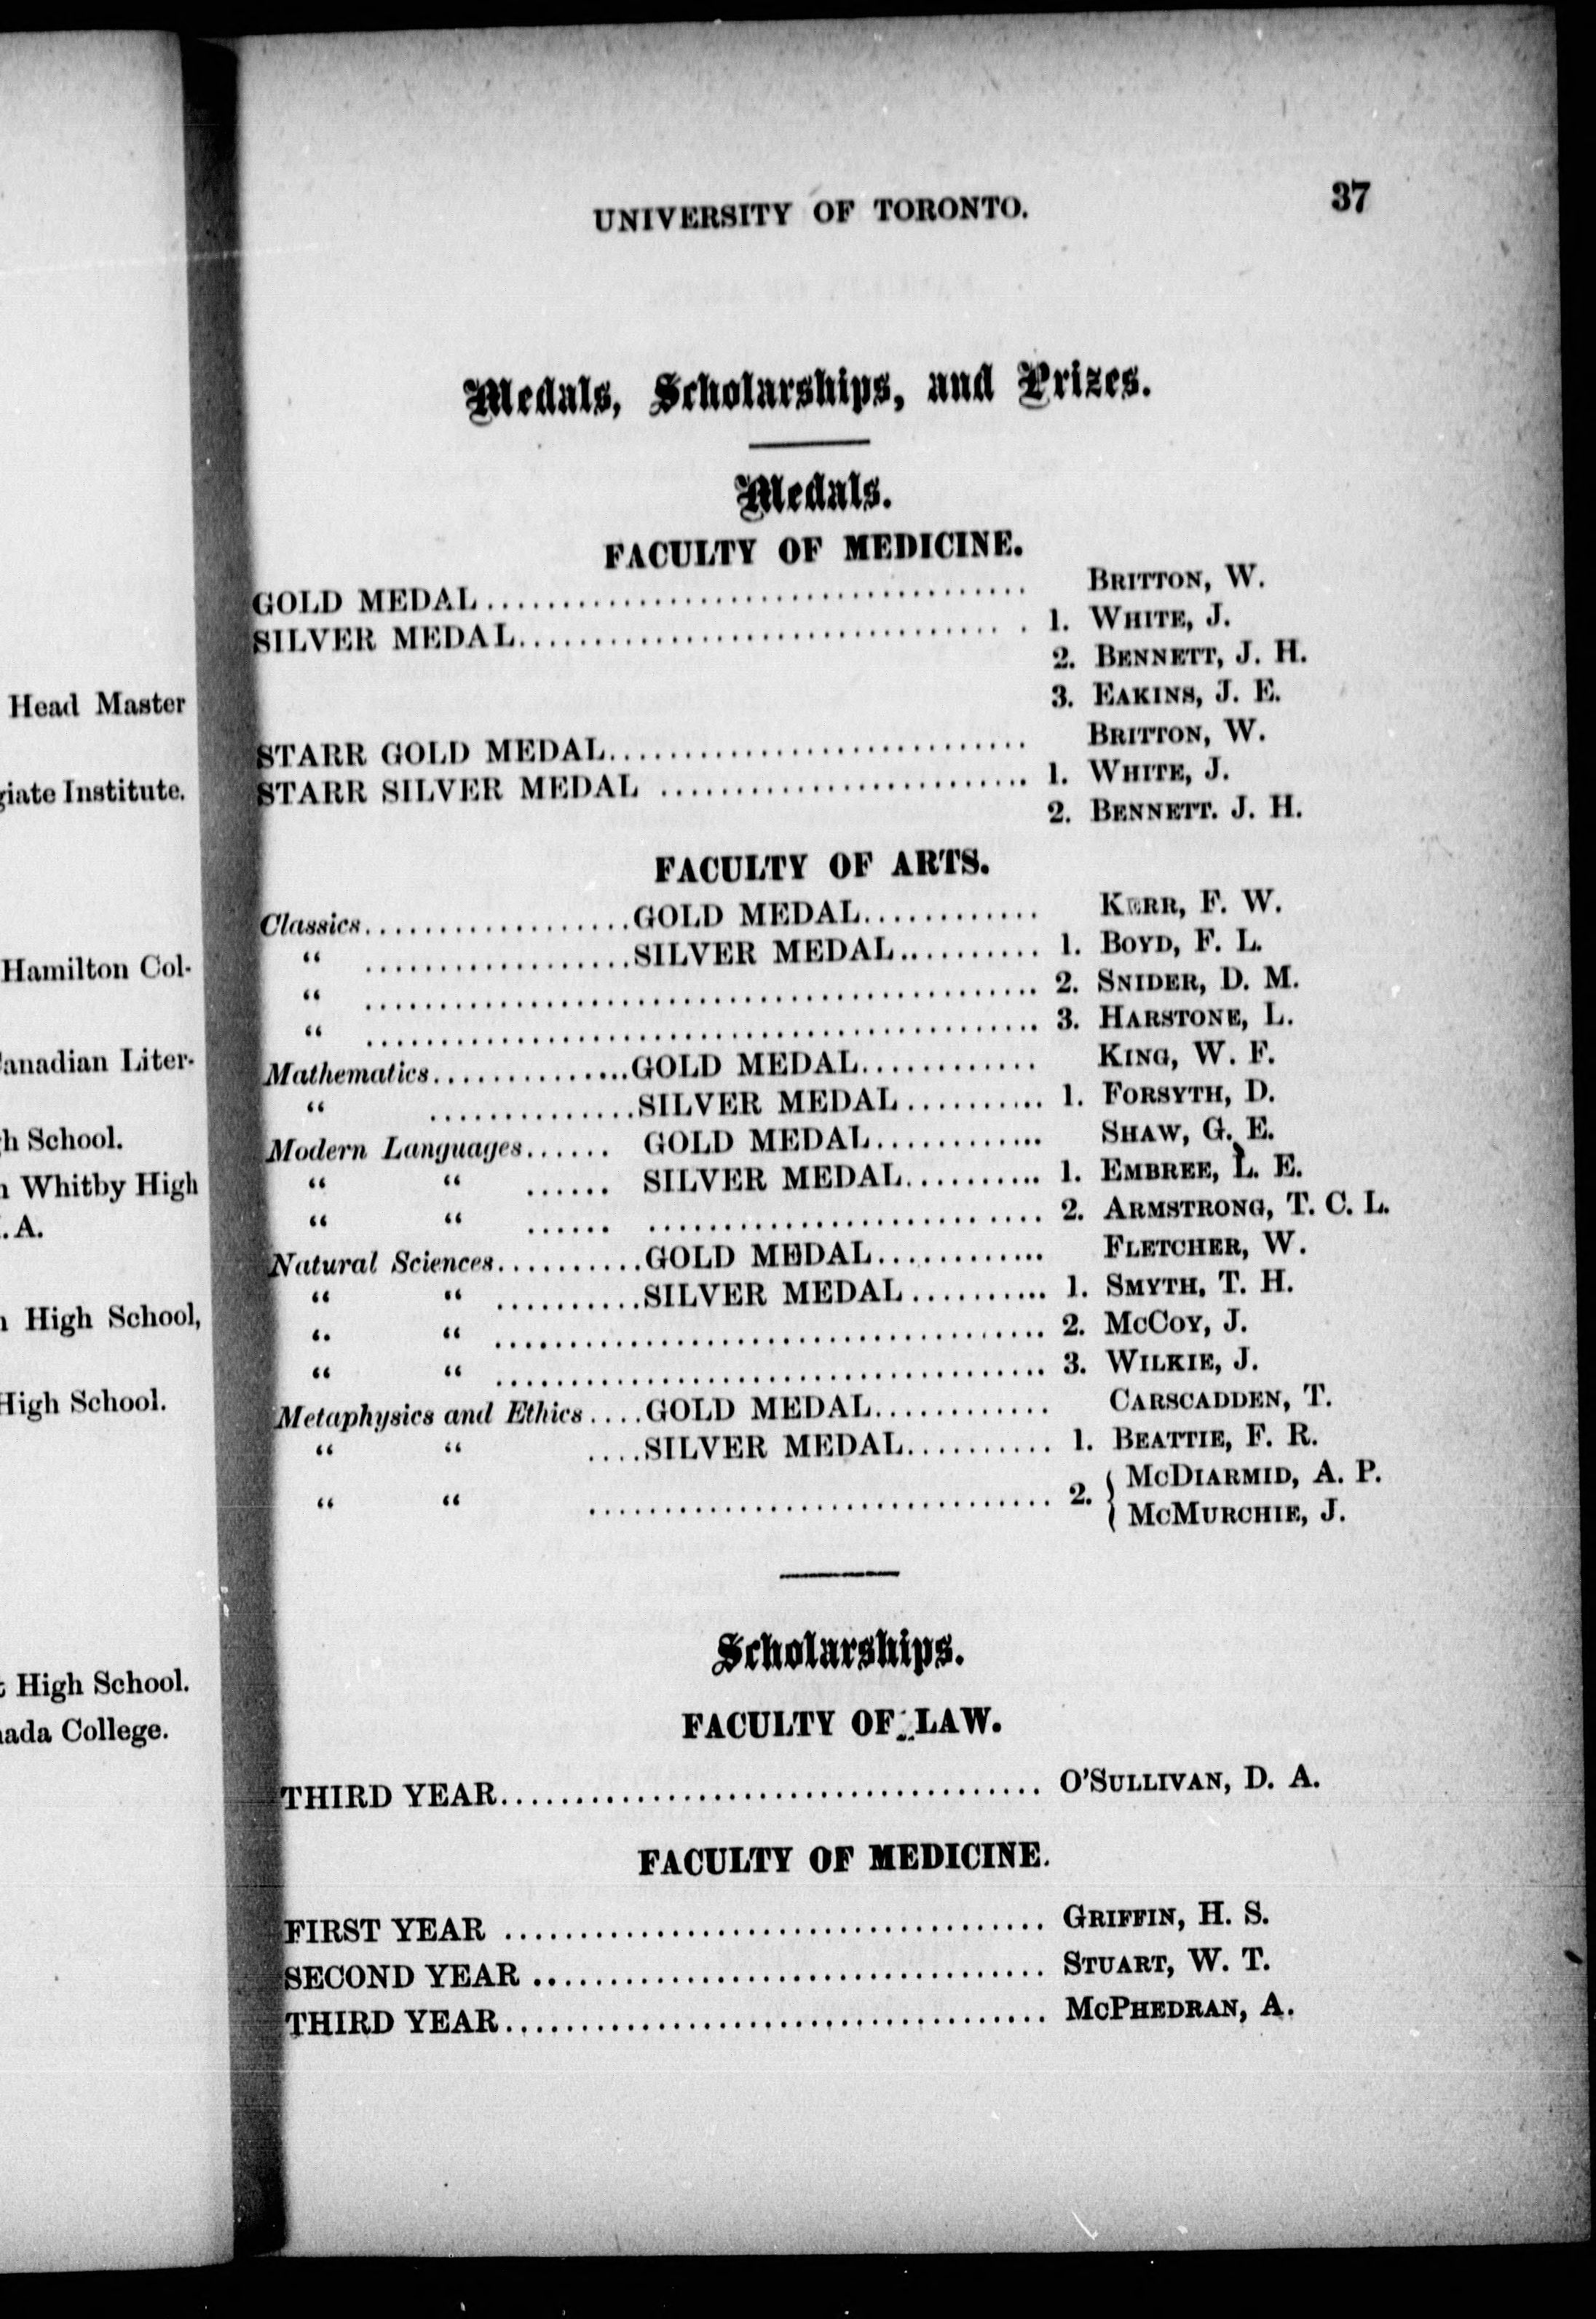 Head Master
giate Institute.
Hamilton Col-
Canadian Liter-
h School.
n Whitby High
.A.
n High School,
High School.
t High School.
nada College.
UNIVERSITY OF TORONTO. 37
Medals, Scholarships, and Prizes.
Medals.
FACULTY OF MEDICINE.
GOLD MEDAL.................................... BRITTON, W.
SILVER MEDAL.................................. 1. WHITE, J.
2. BENNETT, J. H.
3. EAKINS, J. E.
STARR GOLD MEDAL............................ BRITTON, W.
STARR SILVER MEDAL ......................... 1. WHITE, J.
2. BENNETT. J. H.
FACULTY OF ARTS.
Classics..................GOLD MEDAL............ KERR, F. W.
“ ..................SILVER MEDAL.......... 1. BOYD, F. L.
“ .............................................. 2. SNIDER, D. M.
“ .............................................. 3. HARSTONE, L.
Mathematics..............GOLD MEDAL............ KING, W. F.
“ ..............SILVER MEDAL.......... 1. FORSYTH, D.
Modern Languages...... GOLD MEDAL............ SHAW, G. E.
“ “ ...... SILVER MEDAL.......... 1. EMBREE, L. E.
“ “ ...... ........................... 2. ARMSTRONG, T. C. L.
Natural Sciences..........GOLD MEDAL............ FLETCHER, W.
“ “ ..........SILVER MEDAL.......... 1. SMYTH, T. H.
“ “ ..................................... 2. MCCOY, J.
“ “ ..................................... 3. WILKIE, J.
Metaphysics and Ethics....GOLD MEDAL............ CARSCADDEN, T.
“ “ ....SILVER MEDAL.......... 1. BEATTIE, F. R.
“ “ ............................... 2. { MCDIARMID, A. P.
MCMURCHIE, J.
Scholarships.
FACULTY OF LAW.
THIRD YEAR.................................... O'SULLIVAN, D. A.
FACULTY OF MEDICINE.
FIRST YEAR .................................... GRIFFIN, H. S.
SECOND YEAR .................................. STUART, W. T.
THIRD YEAR.................................... MCPHEDRAN, A.